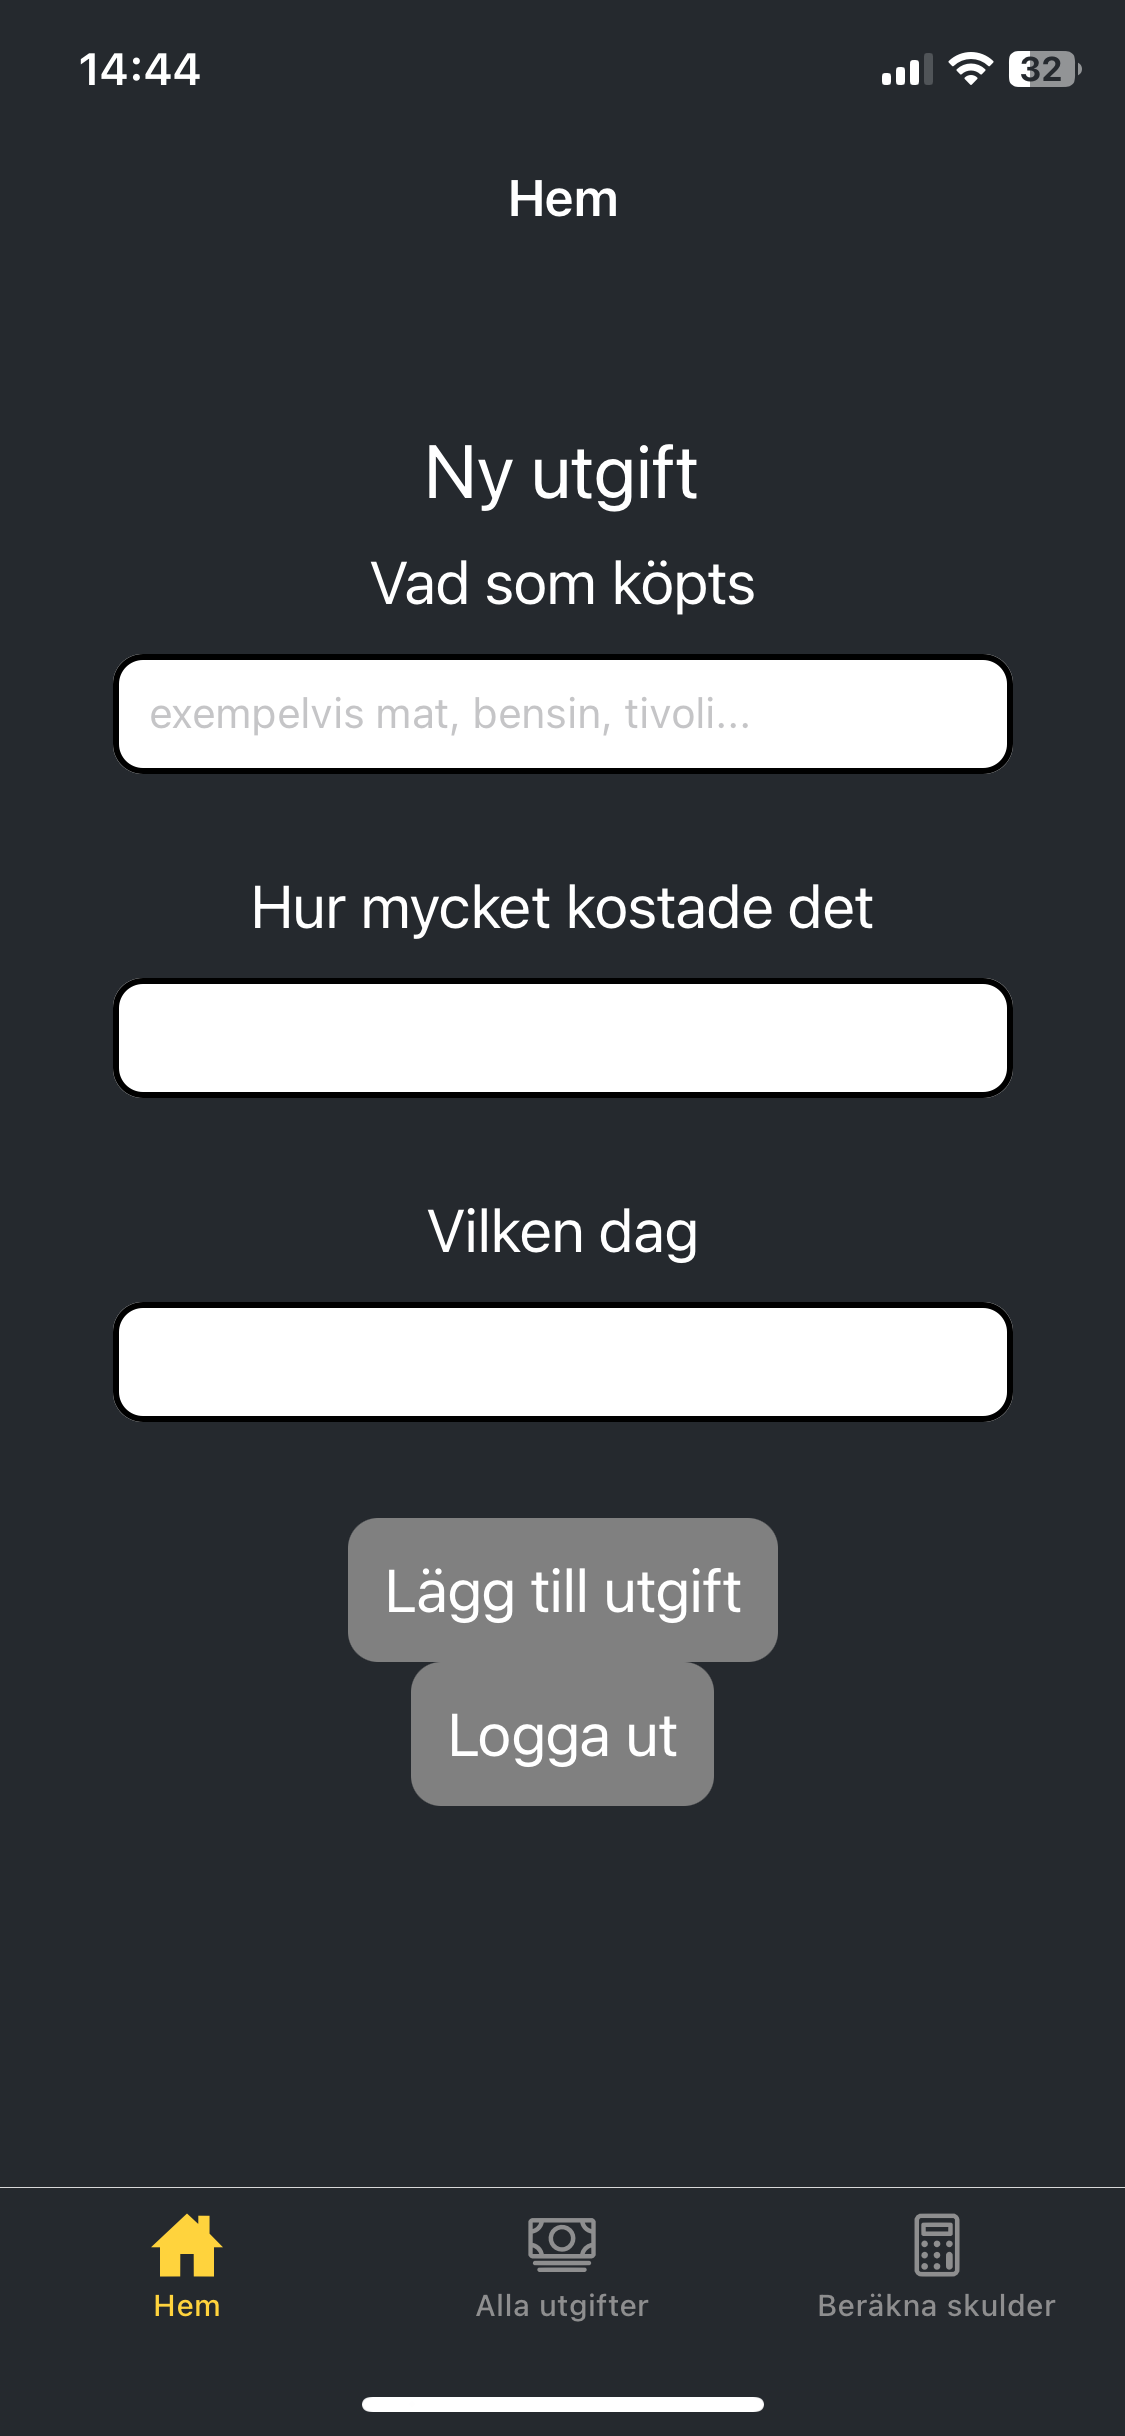 14:44
32
Hem
Ny utgift
Vad som köpts
exempelvis mat, bensin, tivoli...
Hur mycket kostade det
Vilken dag
Lägg till utgift
Logga ut
Hem
Alla utgifter
Beräkna skulder